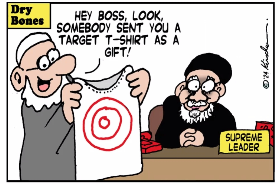 Dry
Bones
HEY BOSS, LOOK,
SOMEBODY SENT YOU A
TARGET T-SHIRT AS A
GIFT!
SUPREME
LEADER